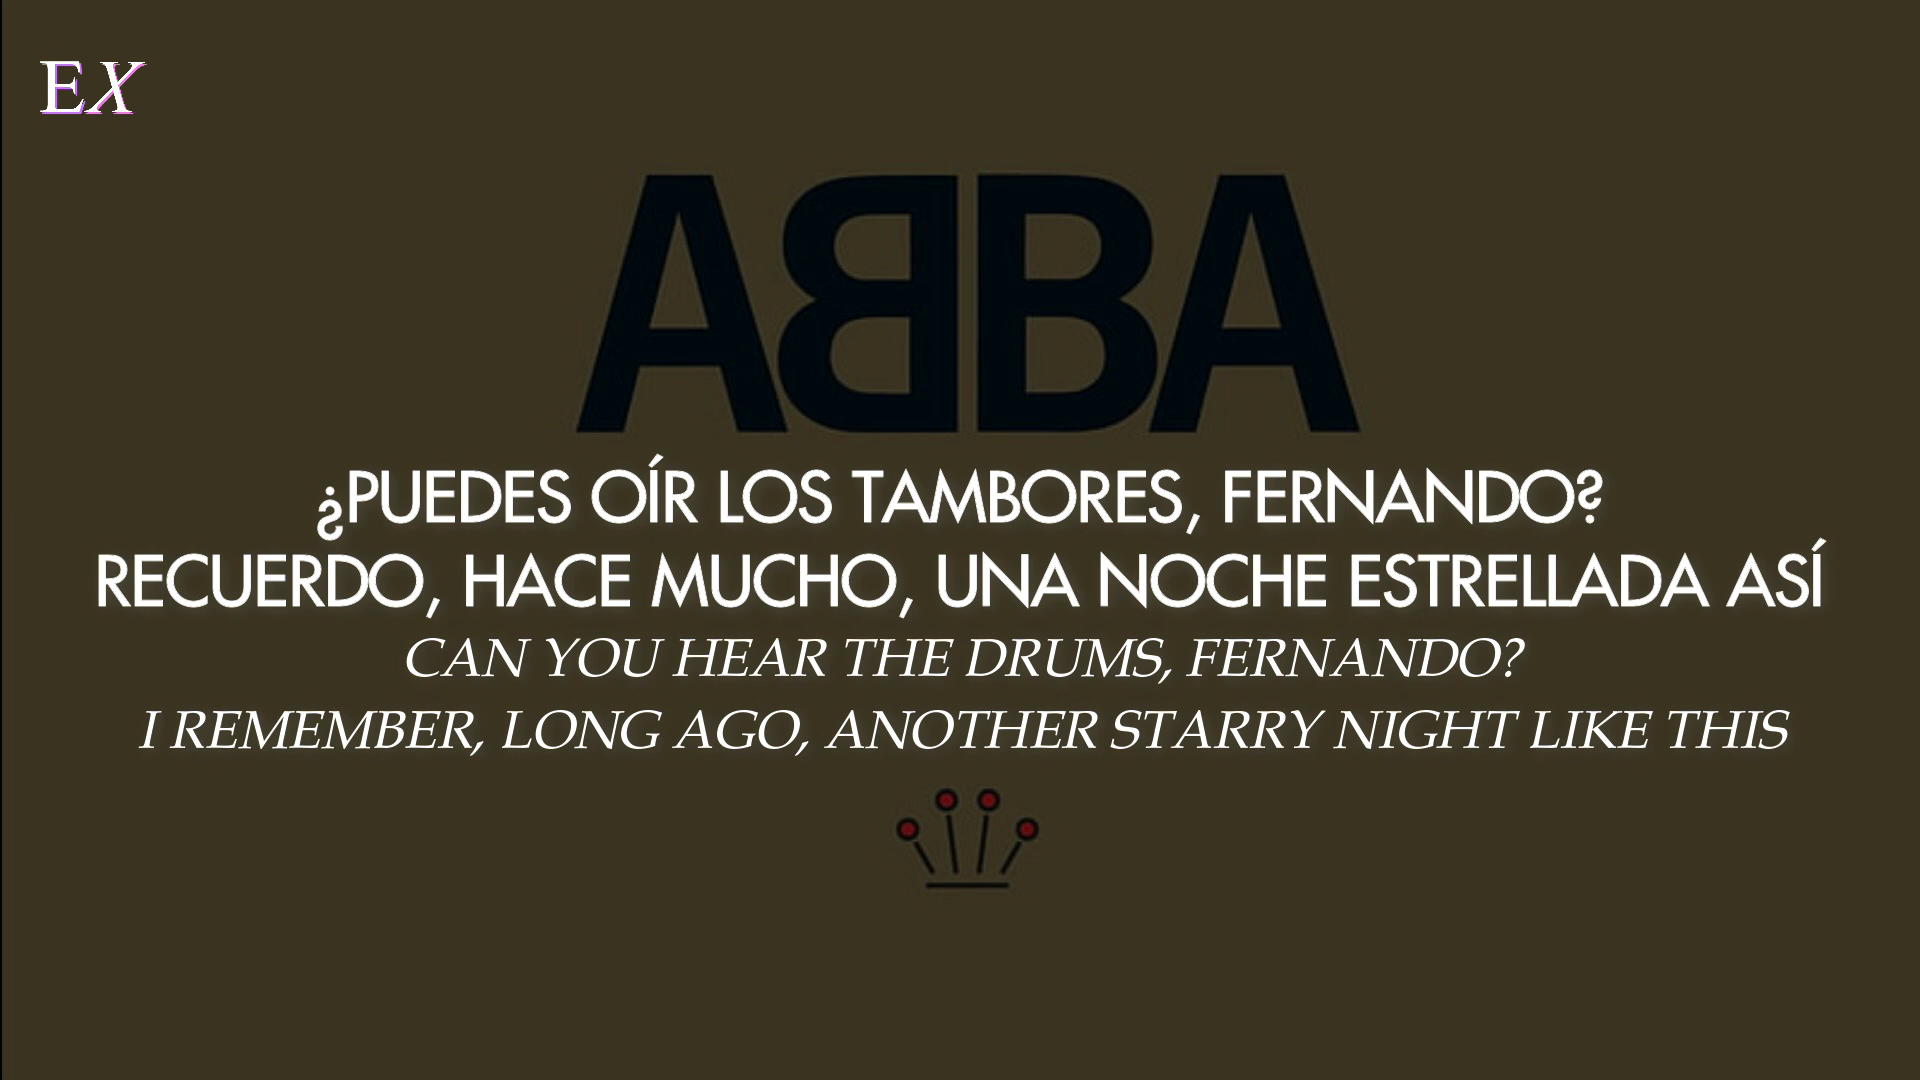 EX
ABBA
¿PUEDES OÍR LOS TAMBORES, FERNANDO?
RECUERDO, HACE MUCHO, UNA NOCHE ESTRELLADA ASÍ
CAN YOU HEAR THE DRUMS, FERNANDO?
I REMEMBER, LONG AGO, ANOTHER STARRY NIGHT LIKE THIS